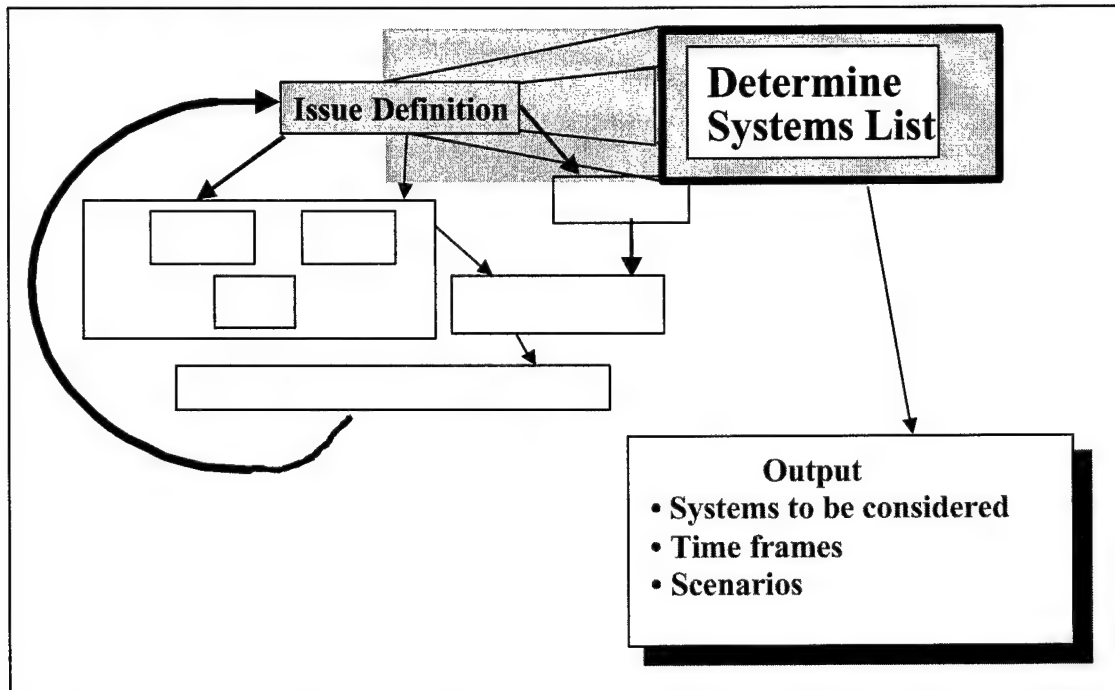 Issue Definition
Determine
Systems List
Output
• Systems to be considered
• Time frames
• Scenarios